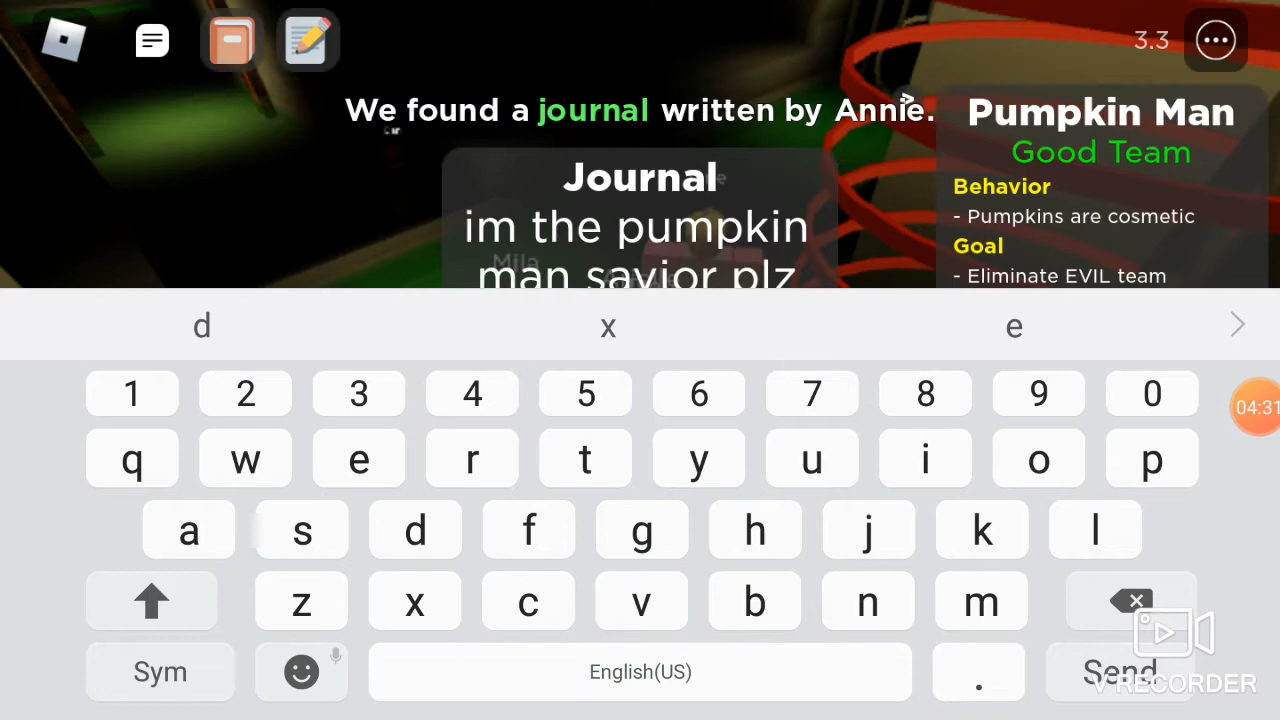 3.3
We found a journal written by Annie.
Pumpkin Man
Good Team
Behavior
- Pumpkins are cosmetic
Goal
- Eliminate EVIL team
Journal
im the pumpkin
man savior plz
Mila
d x e
1 2 3 4 5 6 7 8 9 0
04:31
q w e r t y u i o p
a s d f g h j k l
z x c v b n m
Sym English(US) . Send
V RECORDER